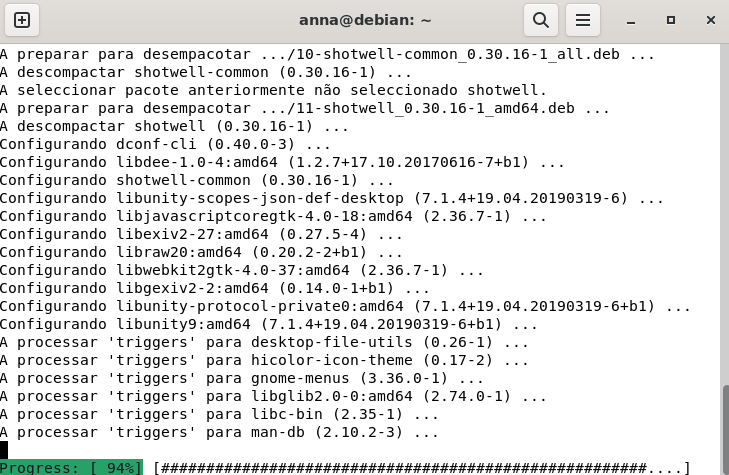 anna@debian: ~
A preparar para desempacotar .../10-shotwell-common_0.30.16-1_all.deb ...
A descompactar shotwell-common (0.30.16-1) ...
A seleccionar pacote anteriormente não seleccionado shotwell.
A preparar para desempacotar .../11-shotwell_0.30.16-1_amd64.deb ...
A descompactar shotwell (0.30.16-1) ...
Configurando dconf-cli (0.40.0-3) ...
Configurando libdee-1.0-4:amd64 (1.2.7+17.10.20170616-7+b1) ...
Configurando shotwell-common (0.30.16-1) ...
Configurando libunity-scopes-json-def-desktop (7.1.4+19.04.20190319-6) ...
Configurando libjavascriptcoregtk-4.0-18:amd64 (2.36.7-1) ...
Configurando libexiv2-27:amd64 (0.27.5-4) ...
Configurando libraw20:amd64 (0.20.2-2+b1) ...
Configurando libwebkit2gtk-4.0-37:amd64 (2.36.7-1) ...
Configurando libgexiv2-2:amd64 (0.14.0-1+b1) ...
Configurando libunity-protocol-private0:amd64 (7.1.4+19.04.20190319-6+b1) ...
Configurando libunity9:amd64 (7.1.4+19.04.20190319-6+b1) ...
A processar 'triggers' para desktop-file-utils (0.26-1) ...
A processar 'triggers' para hicolor-icon-theme (0.17-2) ...
A processar 'triggers' para gnome-menus (3.36.0-1) ...
A processar 'triggers' para libglib2.0-0:amd64 (2.74.0-1) ...
A processar 'triggers' para libc-bin (2.35-1) ...
A processar 'triggers' para man-db (2.10.2-3) ...
Progress: [ 94%] [######################################################....]